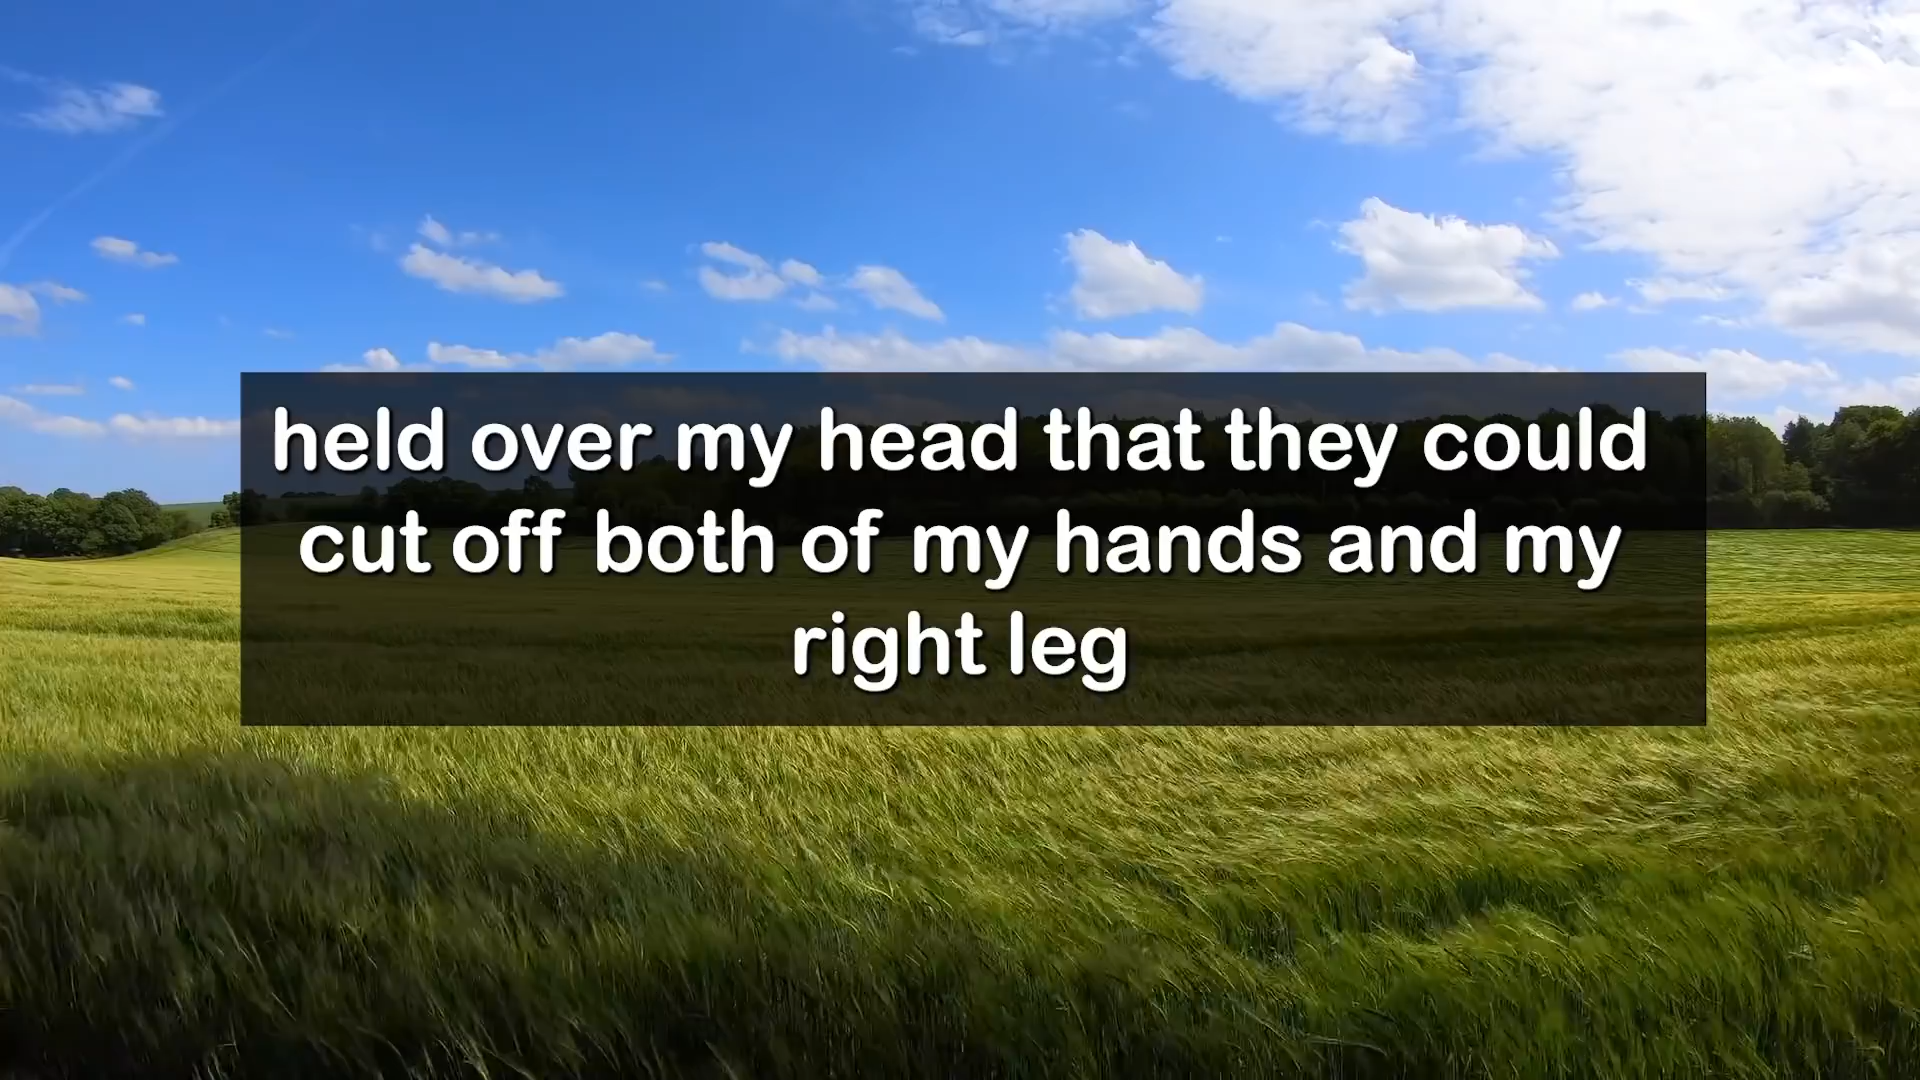 held over my head that they could
cut off both of my hands and my
right leg